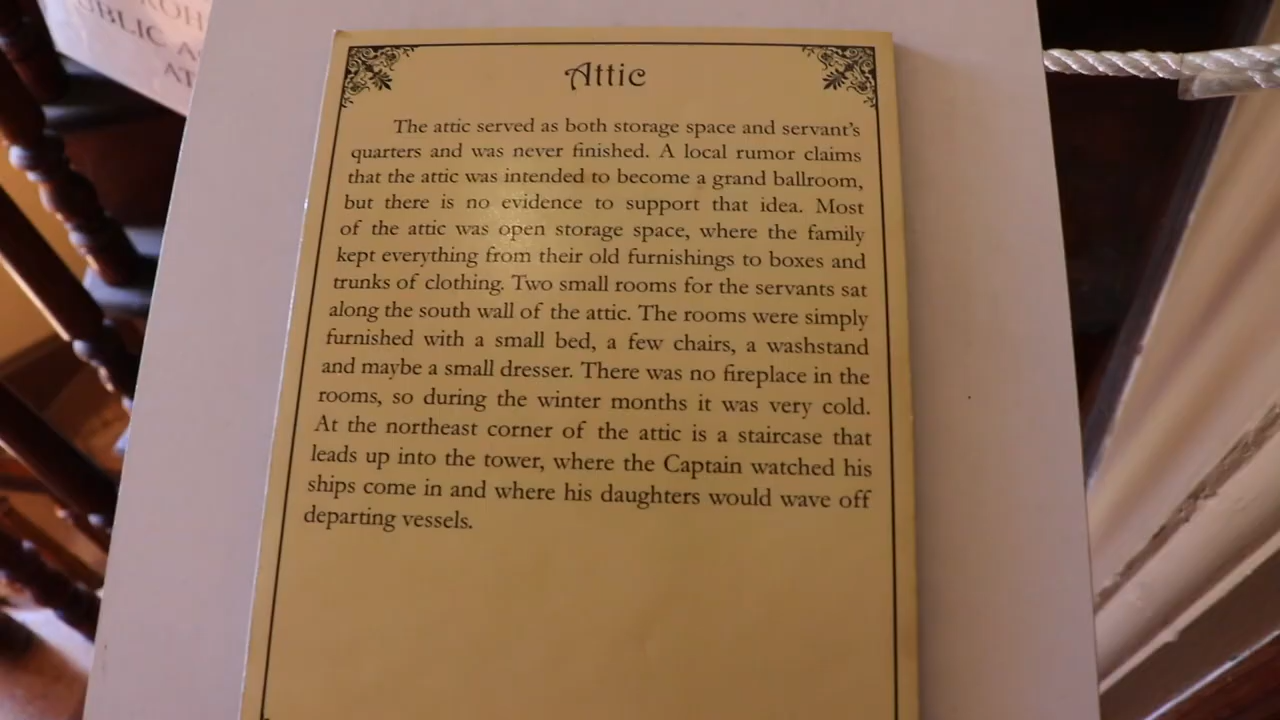 ROH
UBLIC A
AT
Attic
The attic served as both storage space and servant's
quarters and was never finished. A local rumor claims
that the attic was intended to become a grand ballroom,
but there is no evidence to support that idea. Most
of the attic was open storage space, where the family
kept everything from their old furnishings to boxes and
trunks of clothing. Two small rooms for the servants sat
along the south wall of the attic. The rooms were simply
furnished with a small bed, a few chairs, a washstand
and maybe a small dresser. There was no fireplace in the
rooms, so during the winter months it was very cold.
At the northeast corner of the attic is a staircase that
leads up into the tower, where the Captain watched his
ships come in and where his daughters would wave off
departing vessels.